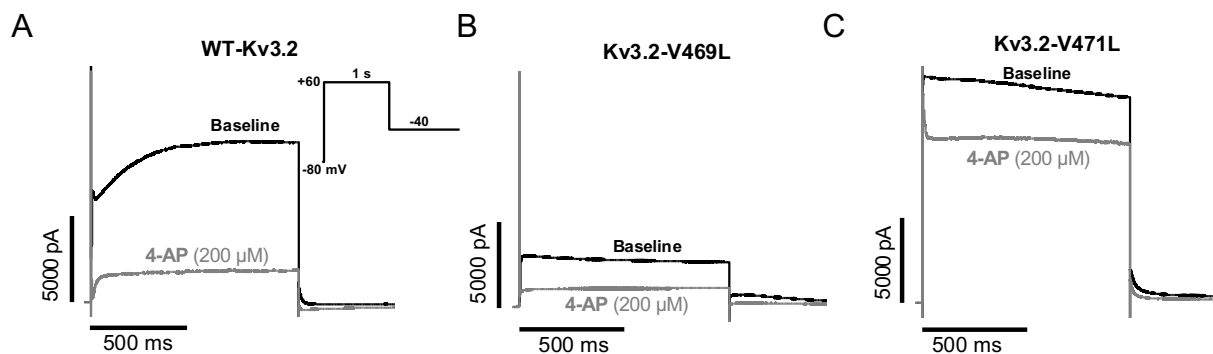 A
WT-Kv3.2
+60
1 s
-40
-80 mV
Baseline
4-AP (200 µM)
5000 pA
500 ms
B
Kv3.2-V469L
Baseline
4-AP (200 µM)
5000 pA
500 ms
C
Kv3.2-V471L
Baseline
4-AP (200 µM)
5000 pA
500 ms